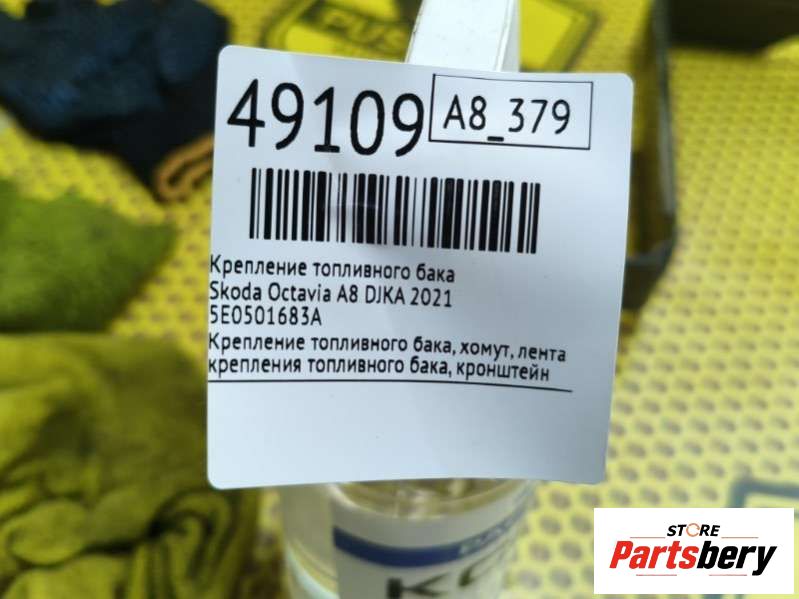 PUS
49109
A8_379
Крепление топливного бака
Skoda Octavia A8 DJKA 2021
5E0501683A
Крепление топливного бака, хомут, лента
крепления топливного бака, кронштейн
STORE
Partsbery